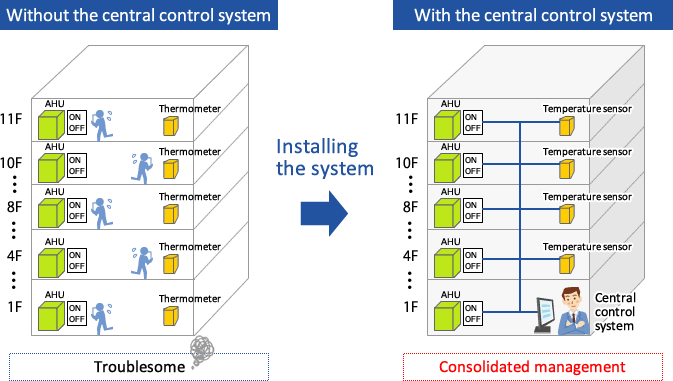 Without the central control system
AHU
11F
ON
OFF
Thermometer
AHU
10F
ON
OFF
Thermometer
AHU
8F
ON
OFF
Thermometer
AHU
4F
ON
OFF
Thermometer
AHU
1F
ON
OFF
Thermometer
Troublesome
Installing
the system
With the central control system
AHU
11F
ON
OFF
Temperature sensor
AHU
10F
ON
OFF
Temperature sensor
AHU
8F
ON
OFF
Temperature sensor
AHU
4F
ON
OFF
Temperature sensor
AHU
1F
ON
OFF
Central
control
system
Consolidated management